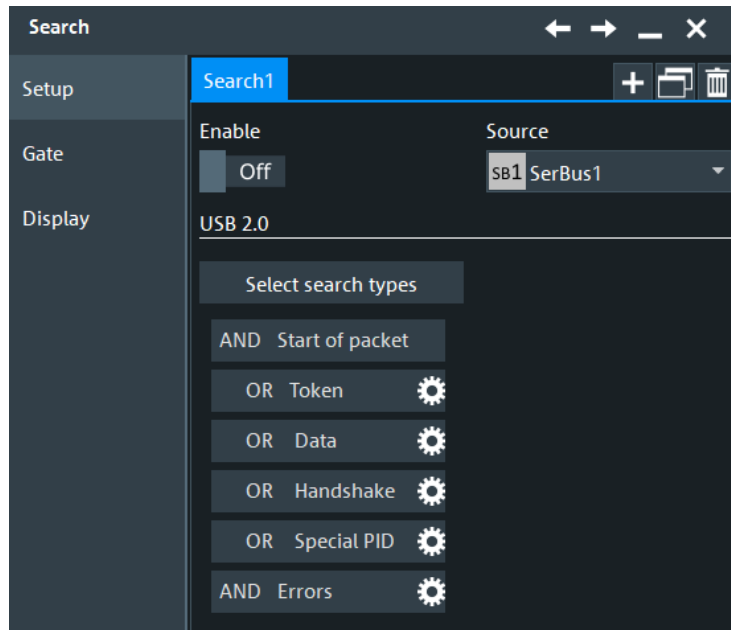 Search
Setup
Gate
Display
Search1
Enable
Off
Source
SB1 SerBus1
USB 2.0
Select search types
AND Start of packet
OR Token
OR Data
OR Handshake
OR Special PID
AND Errors